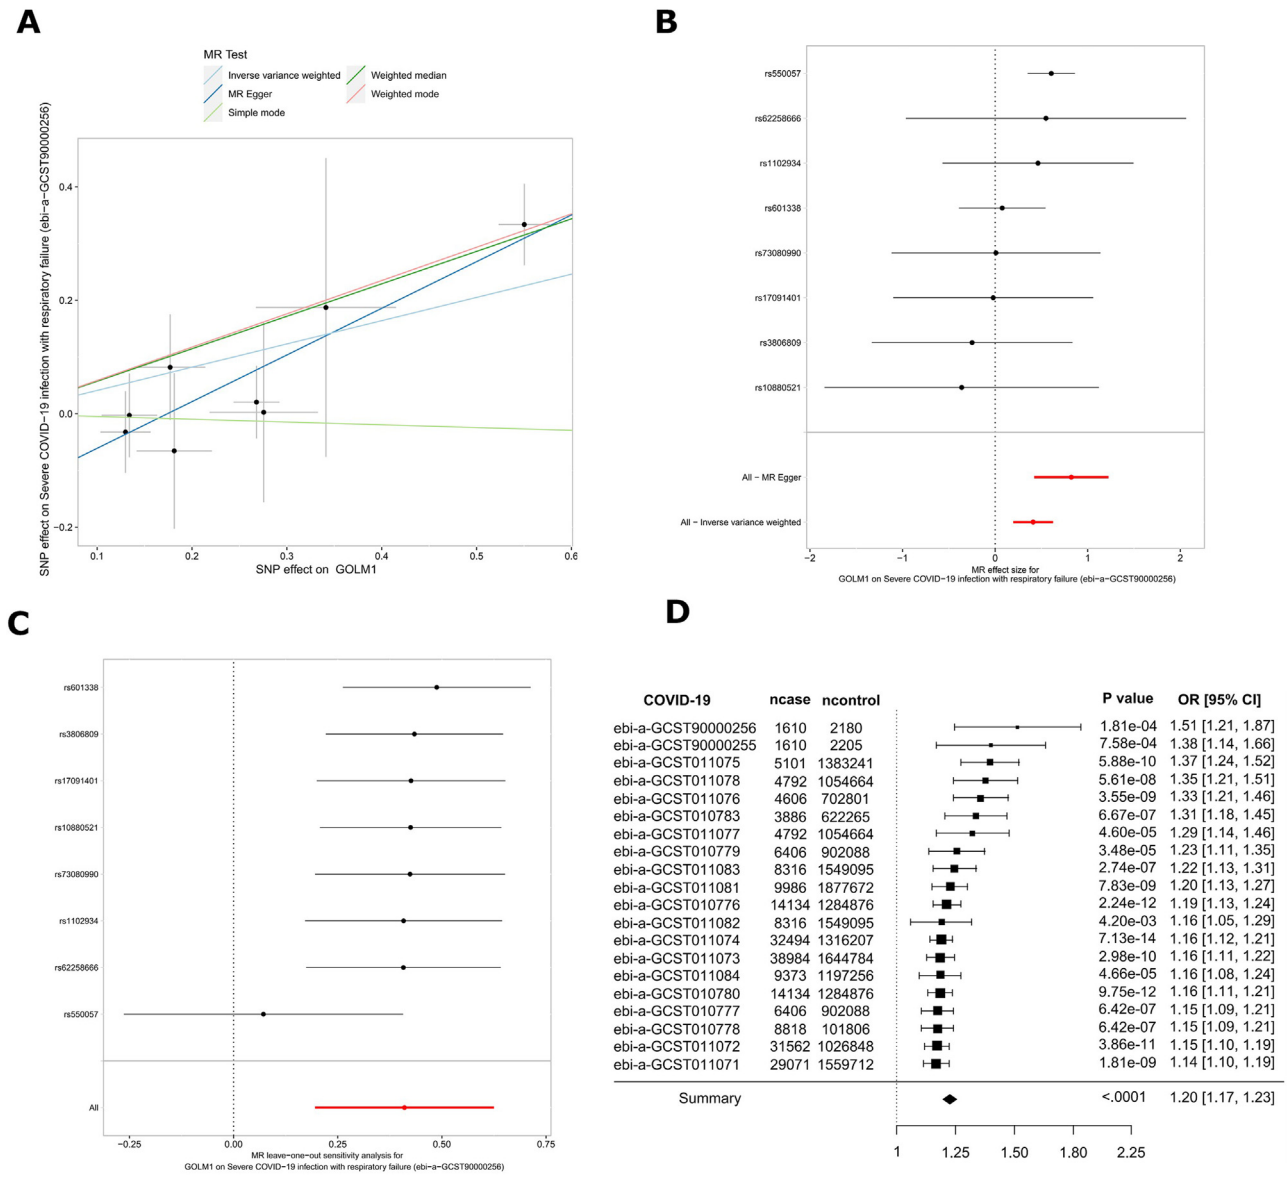 A
MR Test
Inverse variance weighted
Weighted median
MR Egger
Weighted mode
Simple mode
SNP effect on Severe COVID−19 infection with respiratory failure (ebi−a−GCST90000256)
0.4
0.2
0.0
−0.2
0.1
0.2
0.3
0.4
0.5
0.6
SNP effect on GOLM1
B
rs550057
rs62258666
rs1102934
rs601338
rs73080990
rs17091401
rs3806809
rs10880521
All − MR Egger
All − Inverse variance weighted
−2
−1
0
1
2
MR effect size for
GOLM1 on Severe COVID−19 infection with respiratory failure (ebi−a−GCST90000256)
C
rs601338
rs3806809
rs17091401
rs10880521
rs73080990
rs1102934
rs62258666
rs550057
All
−0.25
0.00
0.25
0.50
0.75
MR leave−one−out sensitivity analysis for
GOLM1 on Severe COVID−19 infection with respiratory failure (ebi−a−GCST90000256)
D
COVID-19 ncase ncontrol P value OR [95% CI]
ebi-a-GCST90000256 1610 2180 1.81e-04 1.51 [1.21, 1.87]
ebi-a-GCST90000255 1610 2205 7.58e-04 1.38 [1.14, 1.66]
ebi-a-GCST011075 5101 1383241 5.88e-10 1.37 [1.24, 1.52]
ebi-a-GCST011078 4792 1054664 5.61e-08 1.35 [1.21, 1.51]
ebi-a-GCST011076 4606 702801 3.55e-09 1.33 [1.21, 1.46]
ebi-a-GCST010783 3886 622265 6.67e-07 1.31 [1.18, 1.45]
ebi-a-GCST011077 4792 1054664 4.60e-05 1.29 [1.14, 1.46]
ebi-a-GCST010779 6406 902088 3.48e-05 1.23 [1.11, 1.35]
ebi-a-GCST011083 8316 1549095 2.74e-07 1.22 [1.13, 1.31]
ebi-a-GCST011081 9986 1877672 7.83e-09 1.20 [1.13, 1.27]
ebi-a-GCST010776 14134 1284876 2.24e-12 1.19 [1.13, 1.24]
ebi-a-GCST011082 8316 1549095 4.20e-03 1.16 [1.05, 1.29]
ebi-a-GCST011074 32494 1316207 7.13e-14 1.16 [1.12, 1.21]
ebi-a-GCST011073 38984 1644784 2.98e-10 1.16 [1.11, 1.22]
ebi-a-GCST011084 9373 1197256 4.66e-05 1.16 [1.08, 1.24]
ebi-a-GCST010780 14134 1284876 9.75e-12 1.16 [1.11, 1.21]
ebi-a-GCST010777 6406 902088 6.42e-07 1.15 [1.09, 1.21]
ebi-a-GCST010778 8818 101806 6.42e-07 1.15 [1.09, 1.21]
ebi-a-GCST011072 31562 1026848 3.86e-11 1.15 [1.10, 1.19]
ebi-a-GCST011071 29071 1559712 1.81e-09 1.14 [1.10, 1.19]
Summary <.0001 1.20 [1.17, 1.23]
1 1.25 1.50 1.80 2.25